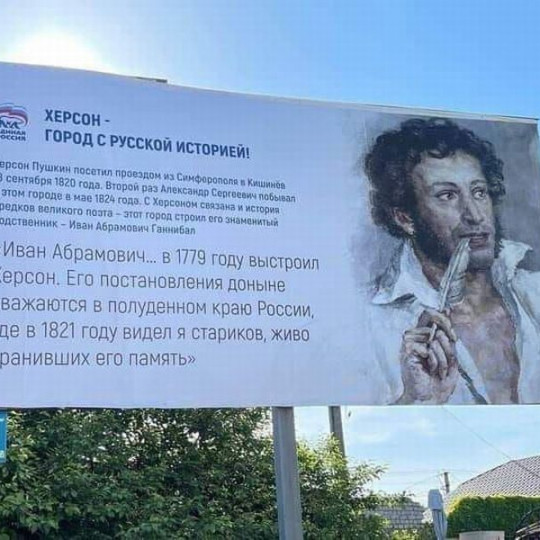 ЕДИНАЯ
РОССИЯ
ХЕРСОН -
ГОРОД С РУССКОЙ ИСТОРИЕЙ!
ерсон Пушкин посетил проездом из Симферополя в Кишинёв
сентября 1820 года. Второй раз Александр Сергеевич побывал
этом городе в мае 1824 года. С Херсоном связана и история
редков великого поэта – этот город строил его знаменитый
одственник – Иван Абрамович Ганнибал
«Иван Абрамович... в 1779 году выстроил
Херсон. Его постановления доныне
уважаются в полуденном краю России,
де в 1821 году видел я стариков, живо
хранивших его память»